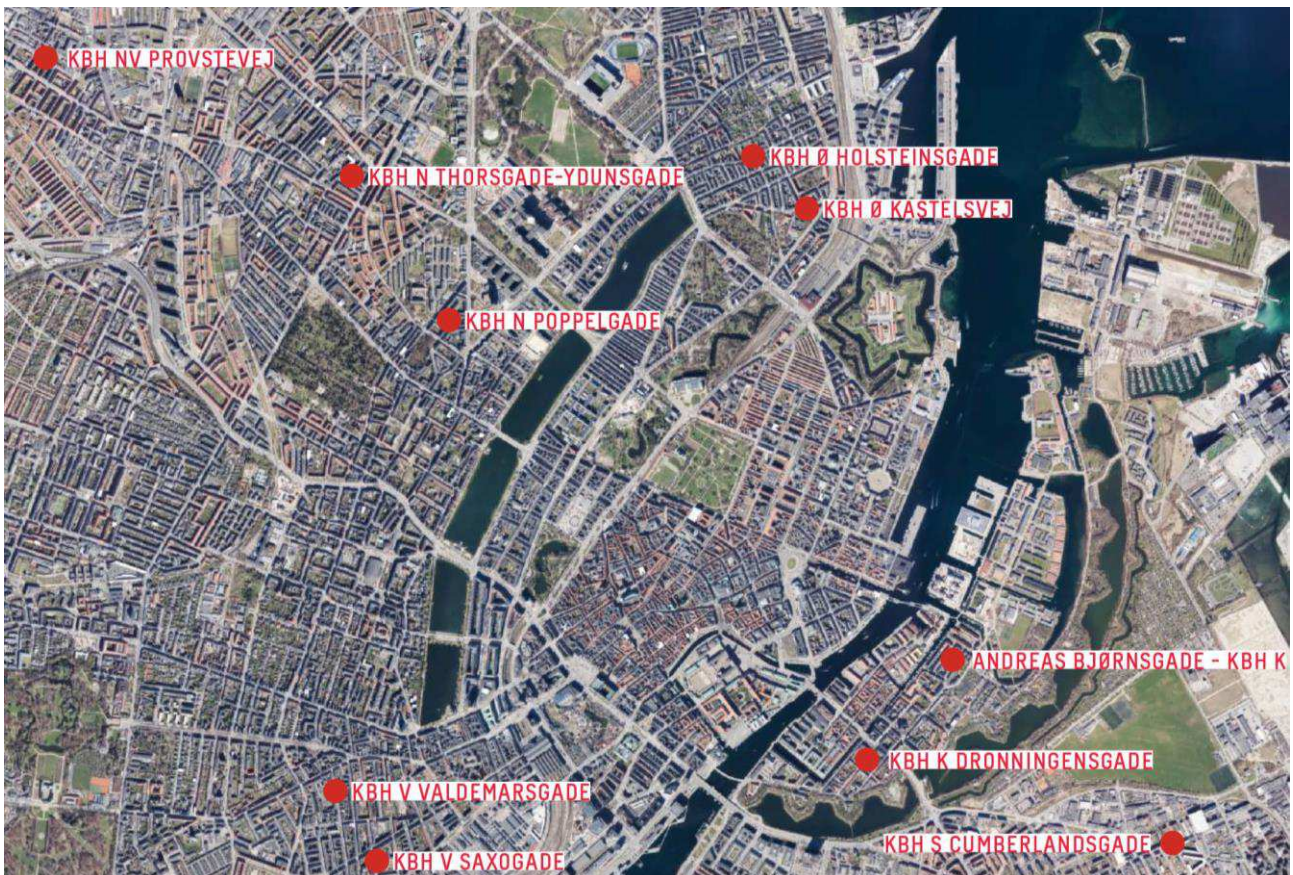 KBH NV PROVSTEVEJ
KBH Ø HOLSTEINSGADE
KBH N THORSGADE-YDUNSGADE
KBH Ø KASTELSVEJ
KBH N POPPELGADE
ANDREAS BJØRNSGADE - KBH K
KBH K DRONNINGENSGADE
KBH V VALDEMARSGADE
KBH S CUMBERLANDSGADE
KBH V SAXOGADE